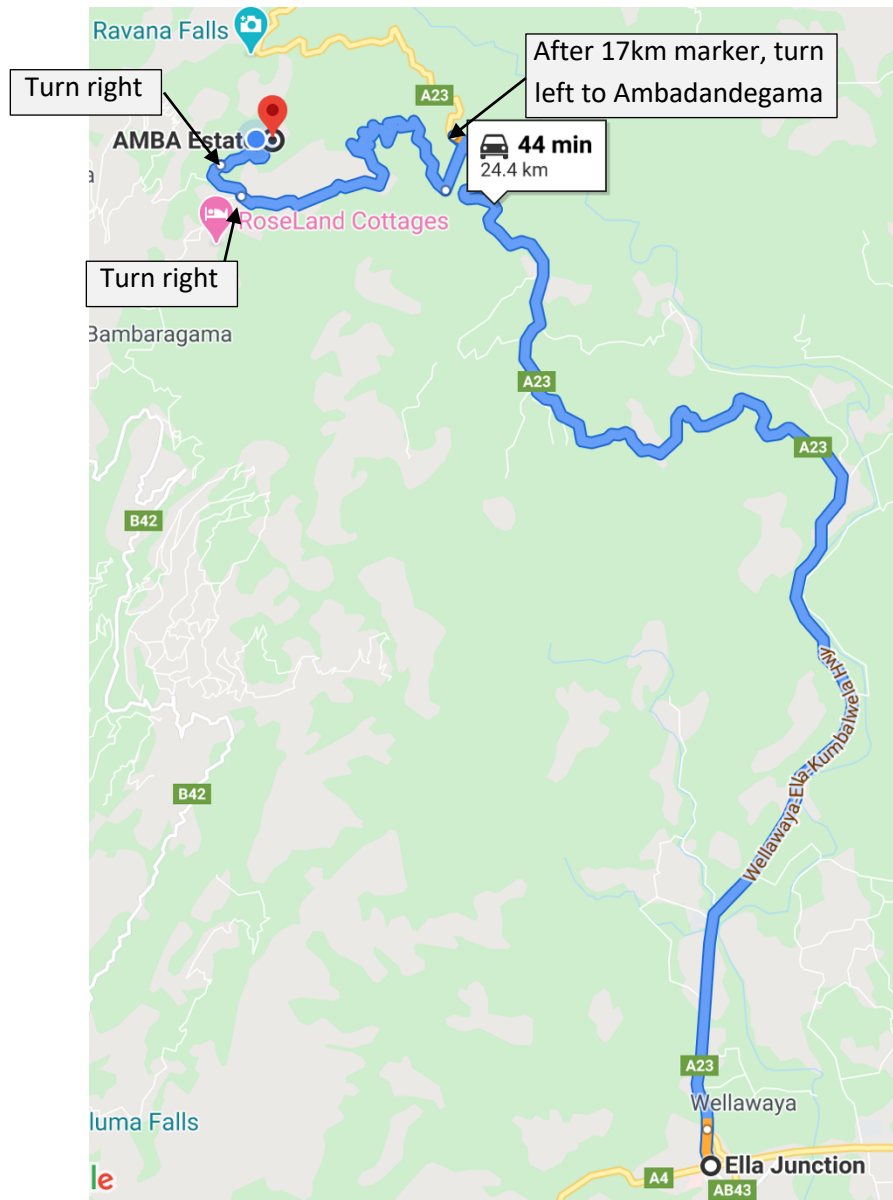 Ravana Falls
After 17km marker, turn
left to Ambadandegama
Turn right
A23
AMBA Estat
44 min
24.4 km
RoseLand Cottages
Turn right
Bambaragama
A23
A23
B42
Wellawaya-Ella-Kumbalwela Hwy
B42
A23
Wellawaya
luma Falls
Ella Junction
le
A4
AB43